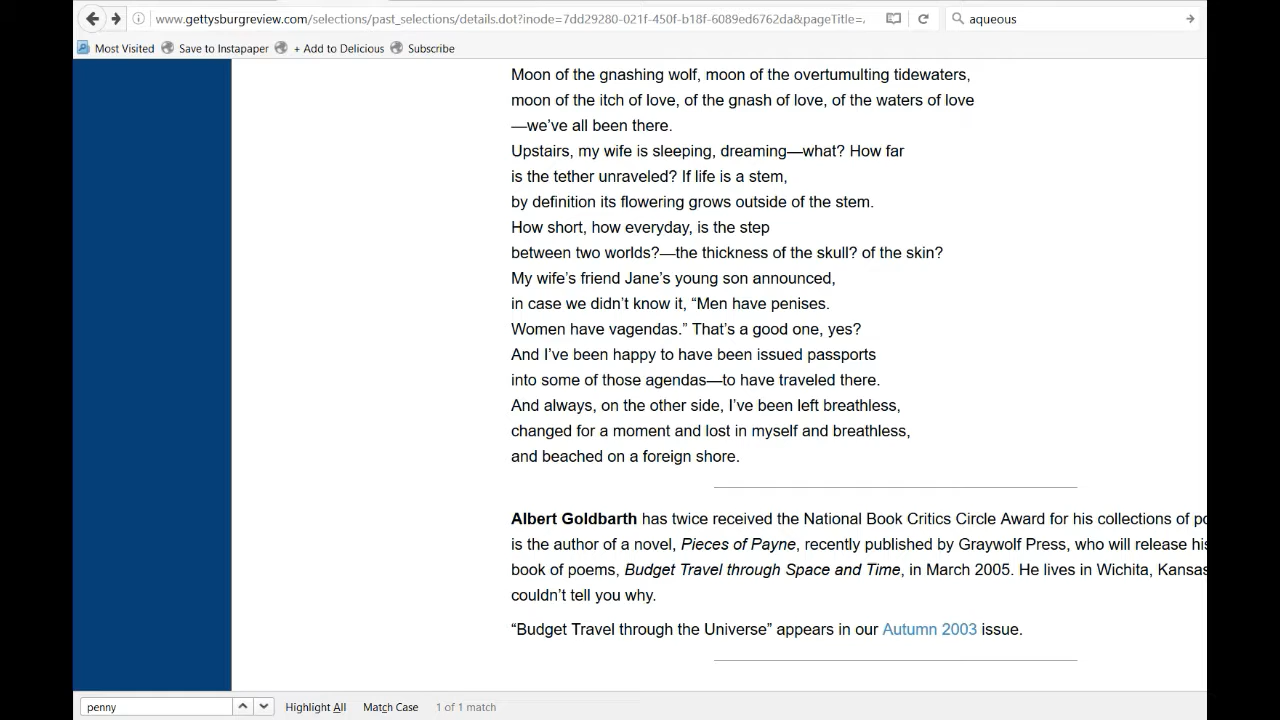 www.gettysburgreview.com/selections/past_selections/details.dot?inode=7dd29280-021f-450f-b18f-6089ed6762da&pageTitle=
aqueous
Most Visited Save to Instapaper + Add to Delicious Subscribe
Moon of the gnashing wolf, moon of the overtumulting tidewaters,
moon of the itch of love, of the gnash of love, of the waters of love
—we’ve all been there.
Upstairs, my wife is sleeping, dreaming—what? How far
is the tether unraveled? If life is a stem,
by definition its flowering grows outside of the stem.
How short, how everyday, is the step
between two worlds?—the thickness of the skull? of the skin?
My wife’s friend Jane’s young son announced,
in case we didn’t know it, “Men have penises.
Women have vagendas.” That’s a good one, yes?
And I’ve been happy to have been issued passports
into some of those agendas—to have traveled there.
And always, on the other side, I’ve been left breathless,
changed for a moment and lost in myself and breathless,
and beached on a foreign shore.
Albert Goldbarth has twice received the National Book Critics Circle Award for his collections of po
is the author of a novel, Pieces of Payne, recently published by Graywolf Press, who will release his
book of poems, Budget Travel through Space and Time, in March 2005. He lives in Wichita, Kansas
couldn’t tell you why.
“Budget Travel through the Universe” appears in our Autumn 2003 issue.
penny Highlight All Match Case 1 of 1 match